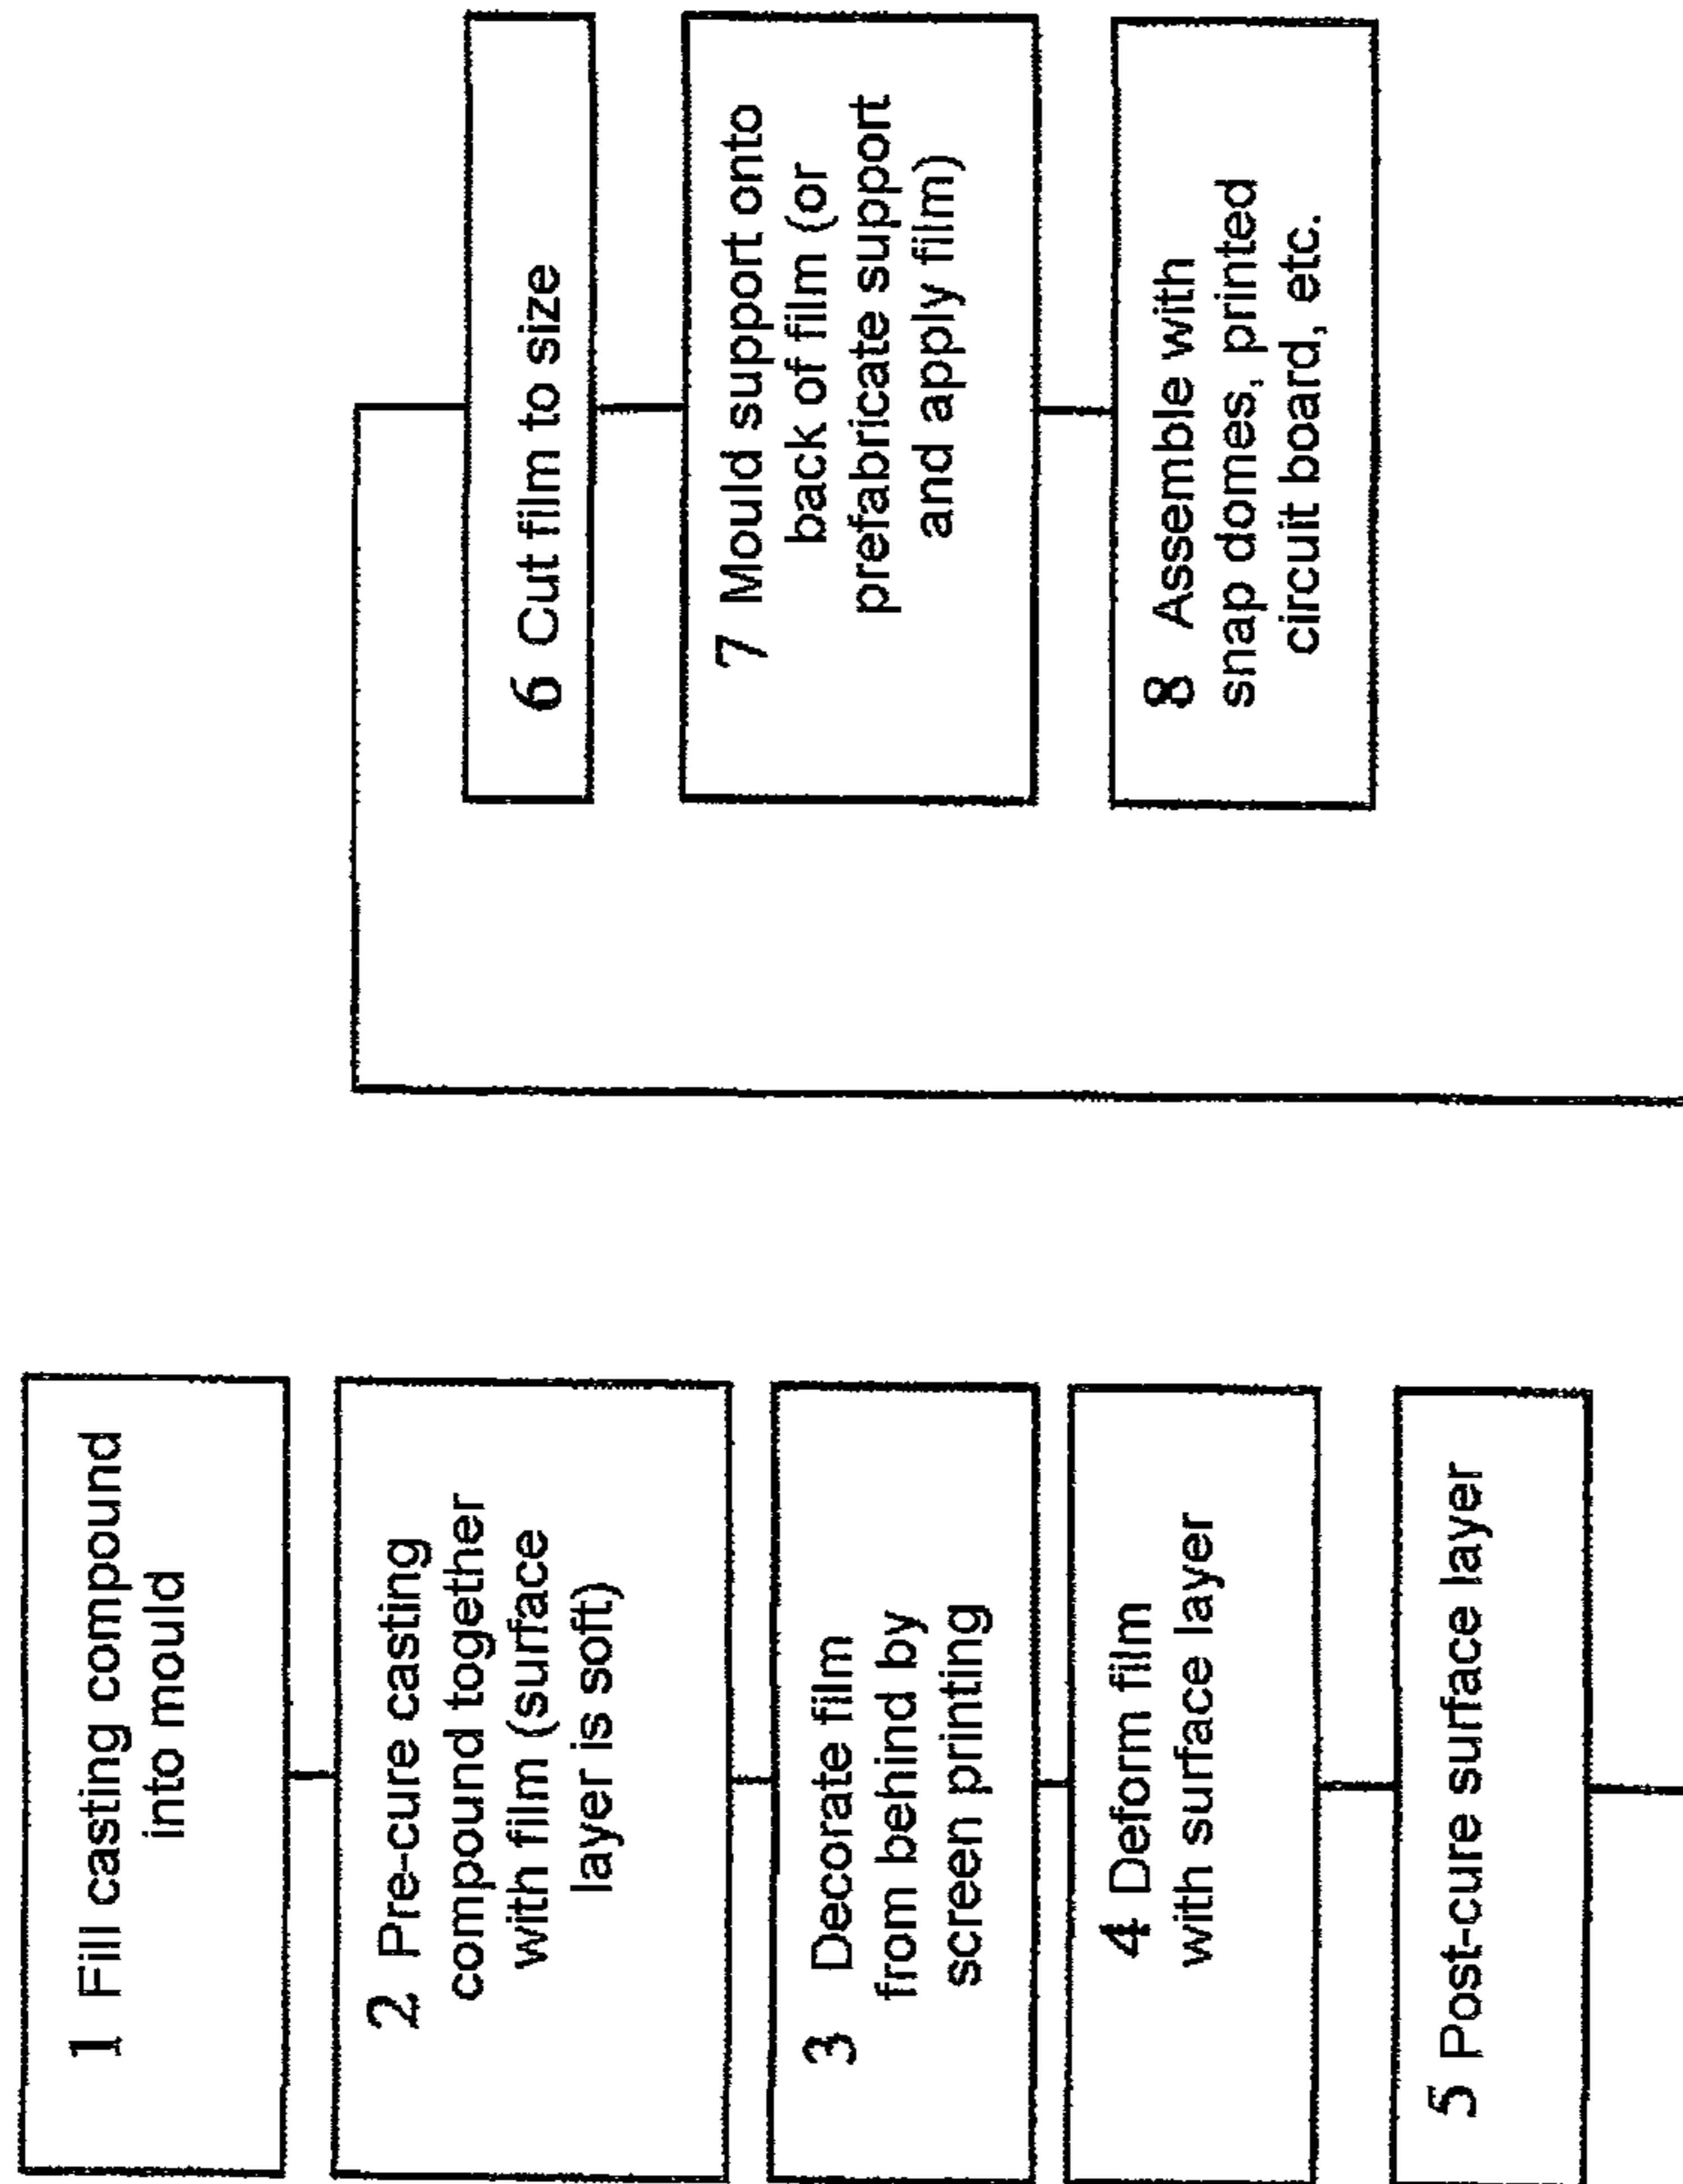 1 Fill casting compound
into mould
2 Pre-cure casting
compound together
with film (surface
layer is soft)
3 Decorate film
from behind by
screen printing
4 Deform film
with surface layer
5 Post-cure surface layer
6 Cut film to size
7 Mould support onto
back of film (or
prefabricate support
and apply film)
8 Assemble with
snap domes, printed
circuit board, etc.